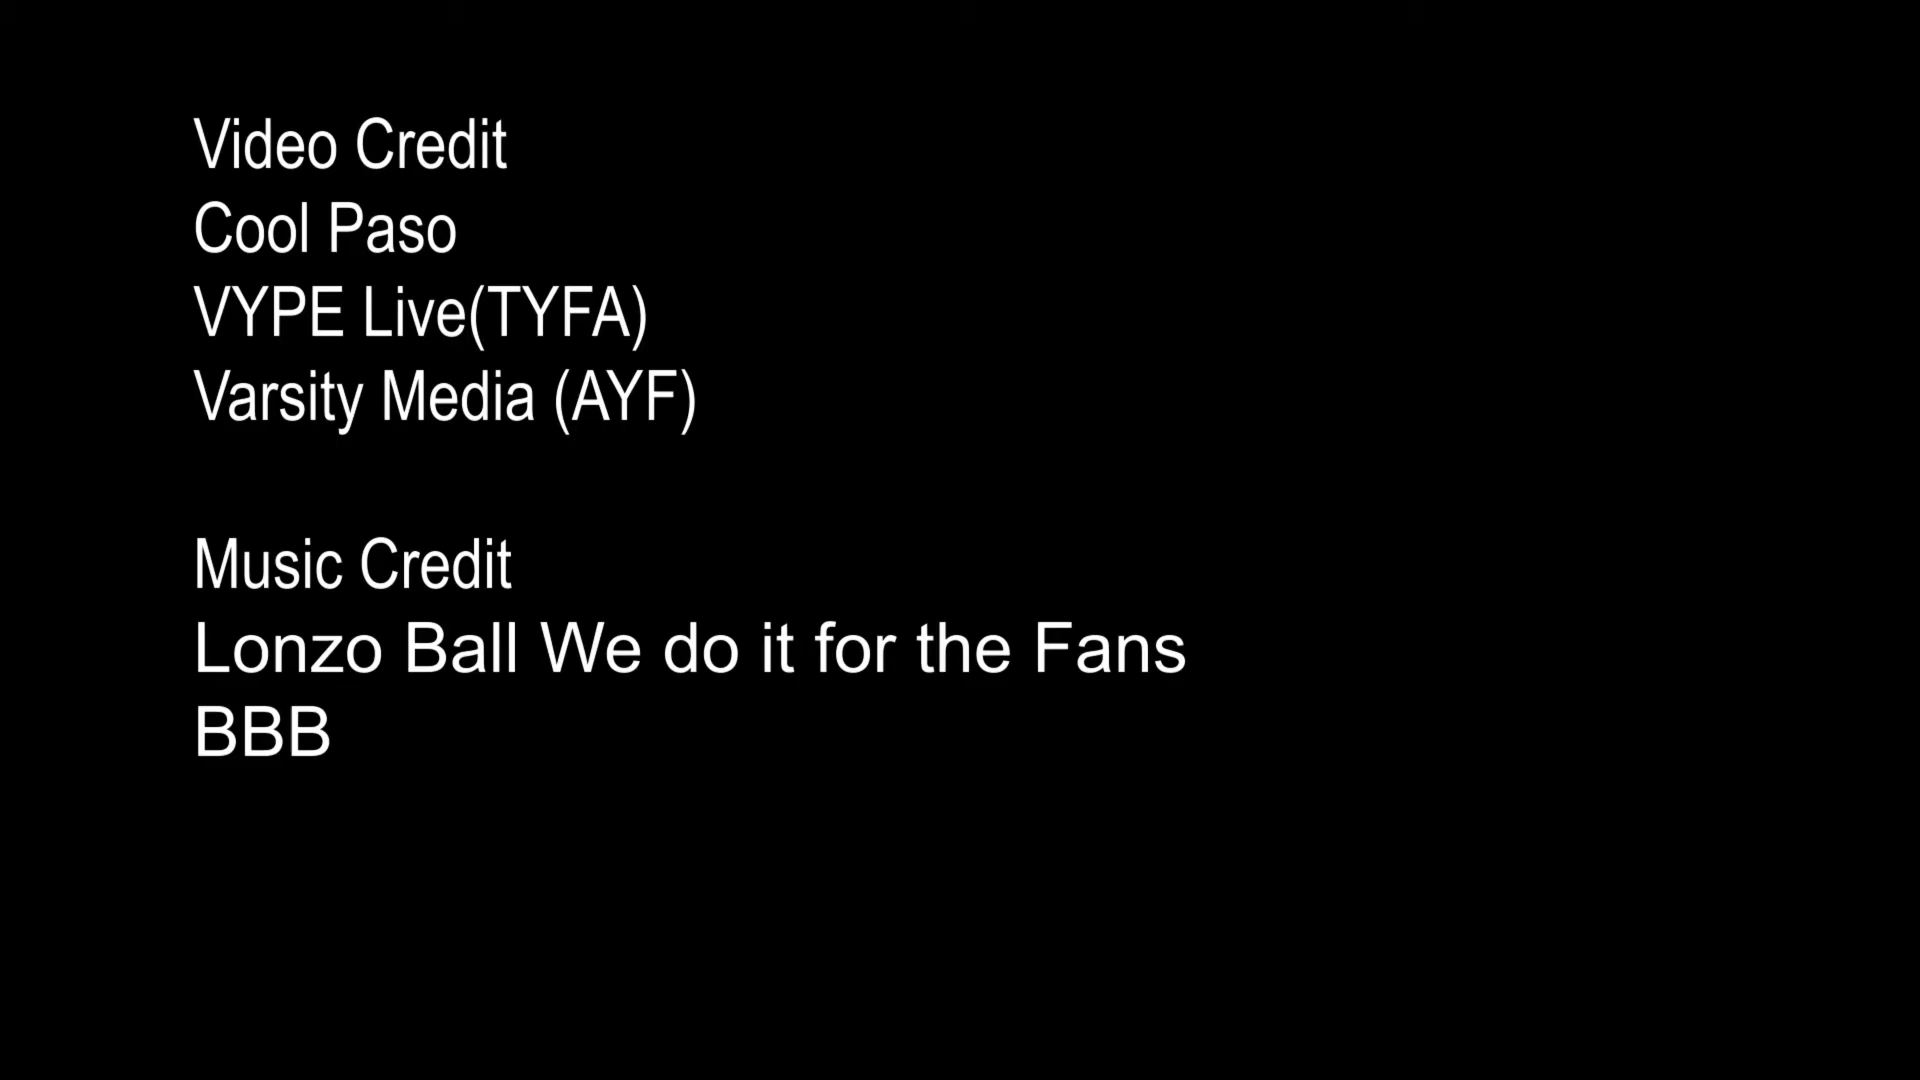 Video Credit
Cool Paso
VYPE Live(TYFA)
Varsity Media (AYF)
Music Credit
Lonzo Ball We do it for the Fans
BBB